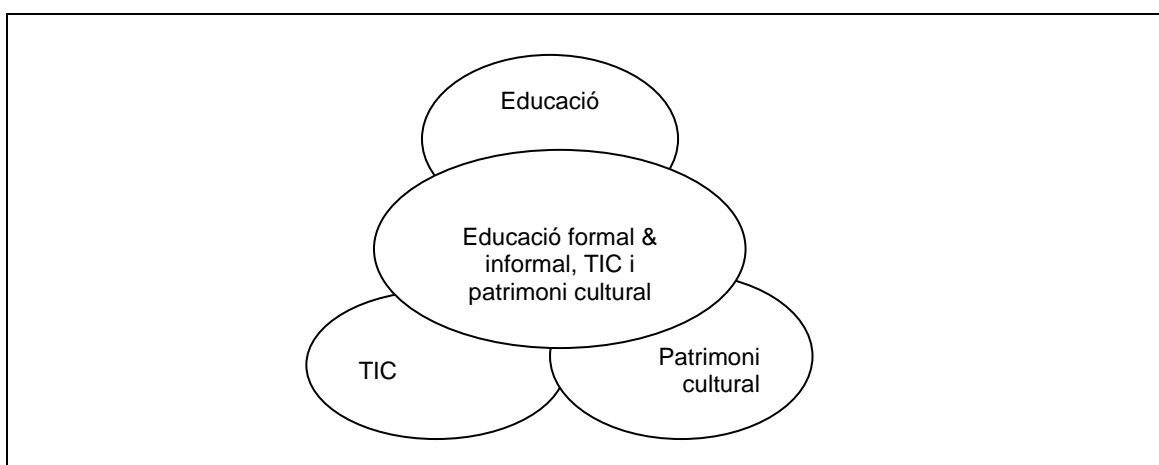 Educació
Educació formal &
informal, TIC i
patrimoni cultural
TIC
Patrimoni
cultural